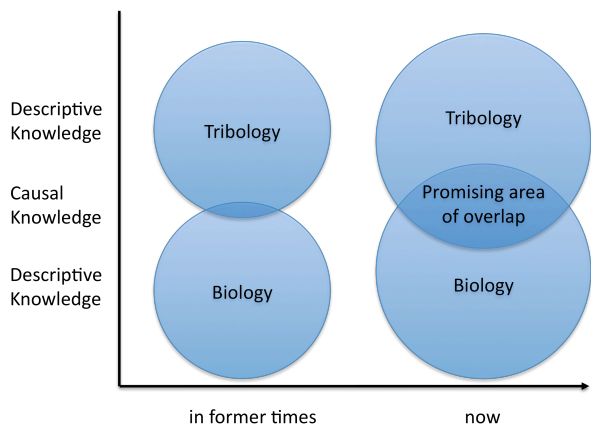 Descriptive
Knowledge
Causal
Knowledge
Descriptive
Knowledge
Tribology
Biology
Tribology
Promising area
of overlap
Biology
in former times
now